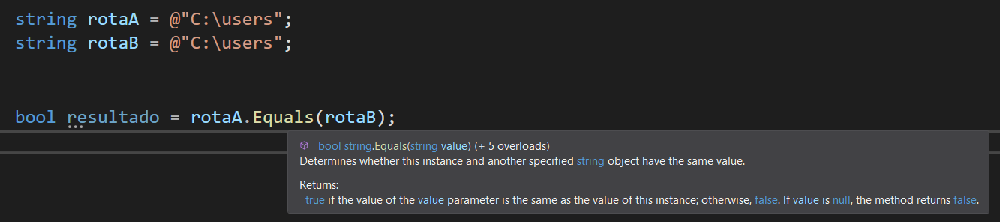 string rotaA = @"C:\users";
string rotaB = @"C:\users";
bool resultado = rotaA.Equals(rotaB);
bool string.Equals(string value) (+ 5 overloads)
Determines whether this instance and another specified string object have the same value.
Returns:
true if the value of the value parameter is the same as the value of this instance; otherwise, false. If value is null, the method returns false.